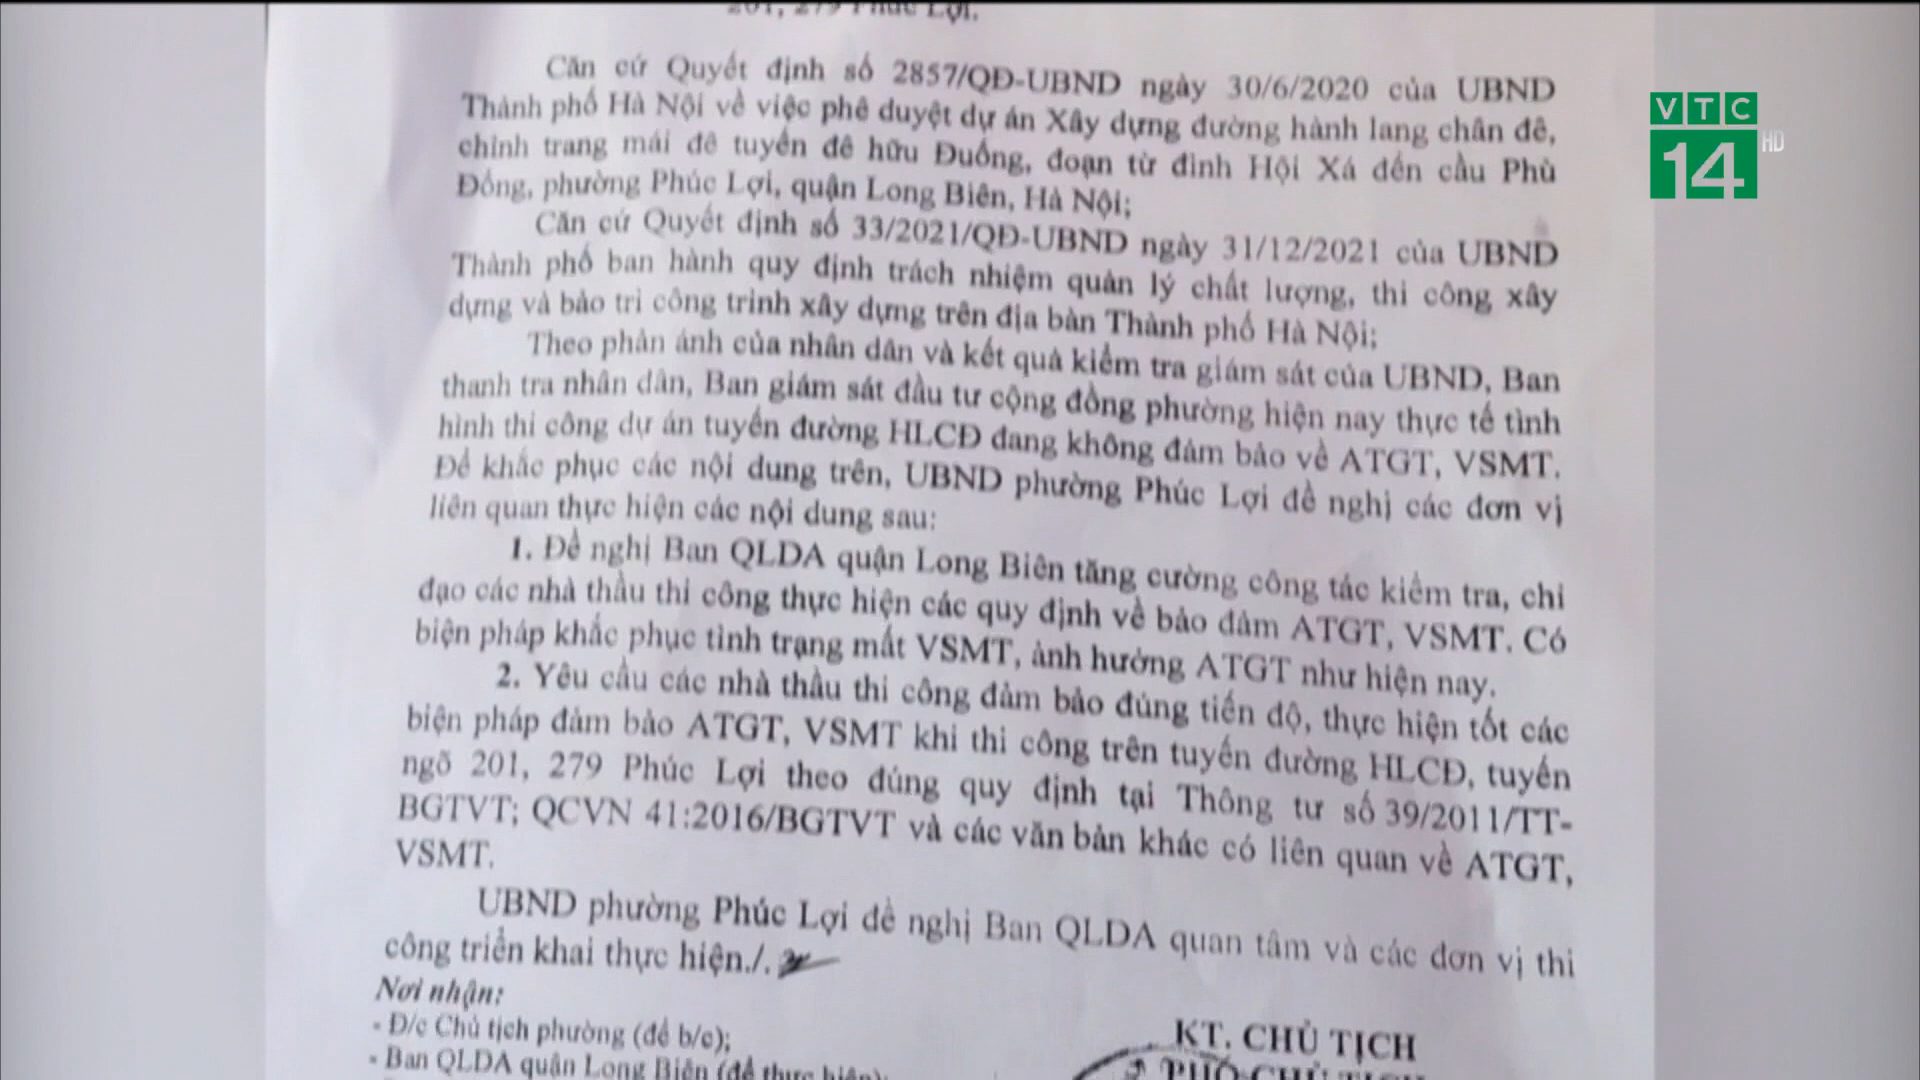 201, 279 Phúc Lợi.
Căn cứ Quyết định số 2857/QĐ-UBND ngày 30/6/2020 của UBND
Thành phố Hà Nội về việc phê duyệt dự án Xây dựng đường hành lang chân đê,
chỉnh trang mái đê tuyến đê hữu Đuống, đoạn từ đình Hội Xá đến cầu Phù
Đổng, phường Phúc Lợi, quận Long Biên, Hà Nội;
Căn cứ Quyết định số 33/2021/QĐ-UBND ngày 31/12/2021 của UBND
Thành phố ban hành quy định trách nhiệm quản lý chất lượng, thi công xây
dựng và bảo trì công trình xây dựng trên địa bàn Thành phố Hà Nội;
Theo phản ánh của nhân dân và kết quả kiểm tra giám sát của UBND, Ban
thanh tra nhân dân, Ban giám sát đầu tư cộng đồng phường hiện nay thực tế tình
hình thi công dự án tuyến đường HLCĐ đang không đảm bảo về ATGT, VSMT.
Để khắc phục các nội dung trên, UBND phường Phúc Lợi đề nghị các đơn vị
liên quan thực hiện các nội dung sau:
1. Đề nghị Ban QLDA quận Long Biên tăng cường công tác kiểm tra, chỉ
đạo các nhà thầu thi công thực hiện các quy định về bảo đảm ATGT, VSMT. Có
biện pháp khắc phục tình trạng mất VSMT, ảnh hưởng ATGT như hiện nay.
2. Yêu cầu các nhà thầu thi công đảm bảo đúng tiến độ, thực hiện tốt các
biện pháp đảm bảo ATGT, VSMT khi thi công trên tuyến đường HLCĐ, tuyến
ngõ 201, 279 Phúc Lợi theo đúng quy định tại Thông tư số 39/2011/TT-
BGTVT; QCVN 41:2016/BGTVT và các văn bản khác có liên quan về ATGT,
VSMT.
UBND phường Phúc Lợi đề nghị Ban QLDA quan tâm và các đơn vị thi
công triển khai thực hiện./.
Nơi nhận:
- Đ/c Chủ tịch phường (để b/c);
- Ban QLDA quận Long Biên (để thực hiện);
KT. CHỦ TỊCH
PHÓ CHỦ TỊCH
VTC
14 HD